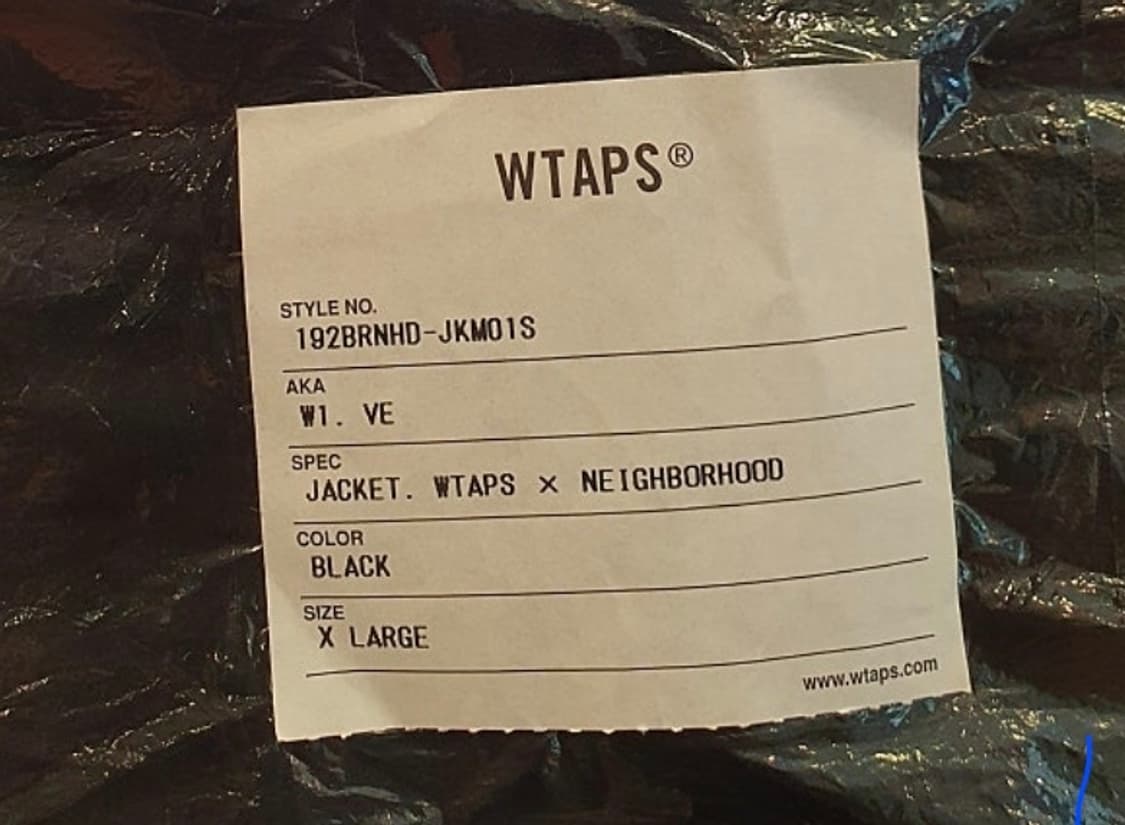 WTAPS®
STYLE NO.
192BRNHD-JKM01S
AKA
W1. VE
SPEC
JACKET. WTAPS × NEIGHBORHOOD
COLOR
BLACK
SIZE
X LARGE
www.wtaps.com